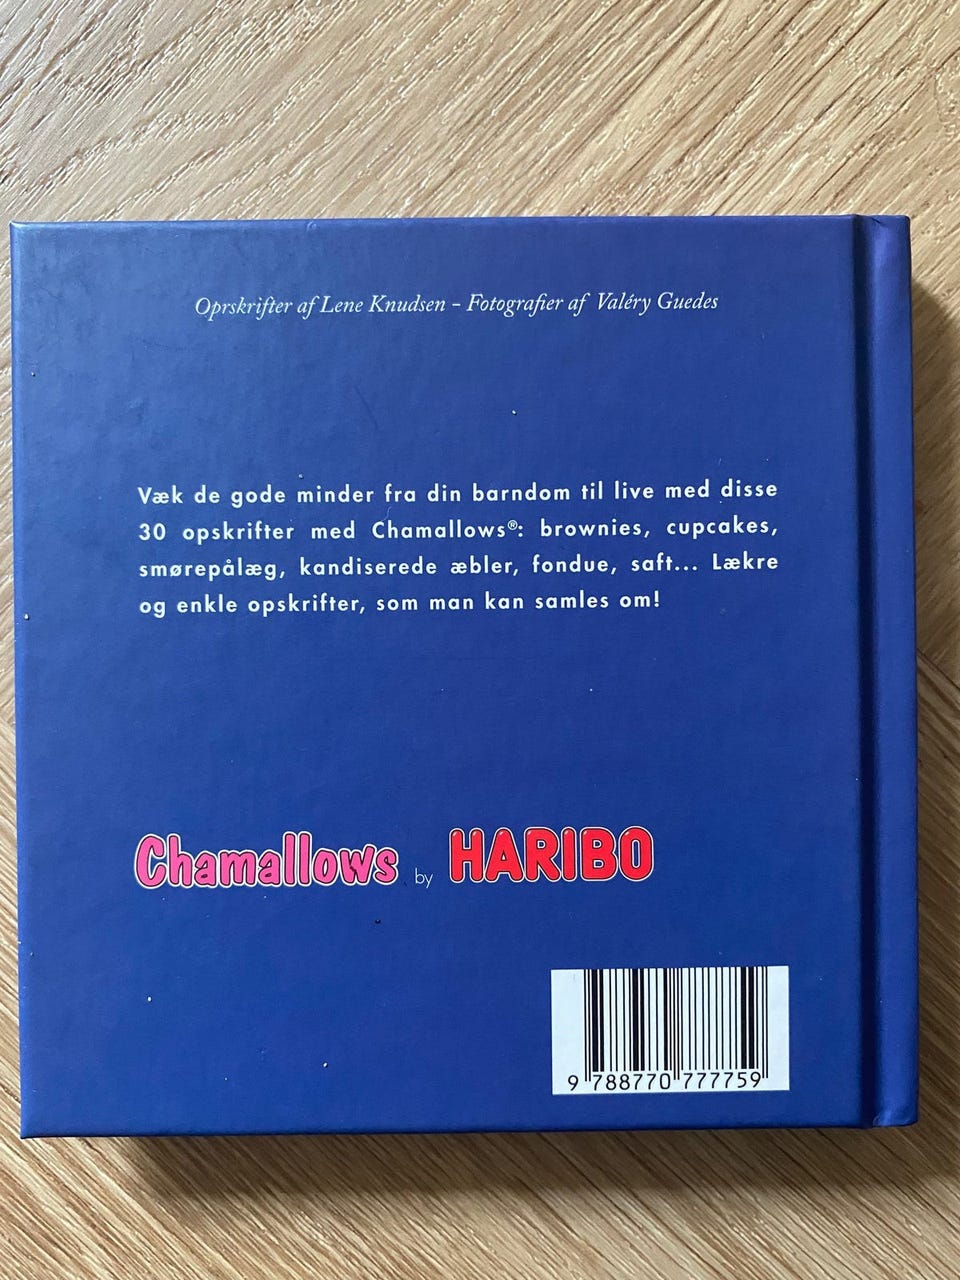 Oprskrifter af Lene Knudsen – Fotografier af Valéry Guedes
Væk de gode minder fra din barndom til live med disse
30 opskrifter med Chamallows®: brownies, cupcakes,
smørepålæg, kandiserede æbler, fondue, saft... Lækre
og enkle opskrifter, som man kan samles om!
Chamallows by HARIBO
9 788770 777759